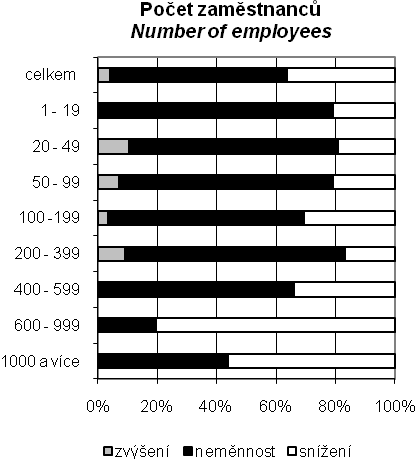 Počet zaměstnanců
Number of employees
celkem
1 - 19
20 - 49
50 - 99
100 -199
200 - 399
400 - 599
600 - 999
1000 a více
0% 20% 40% 60% 80% 100%
zvýšení neměnnost snížení